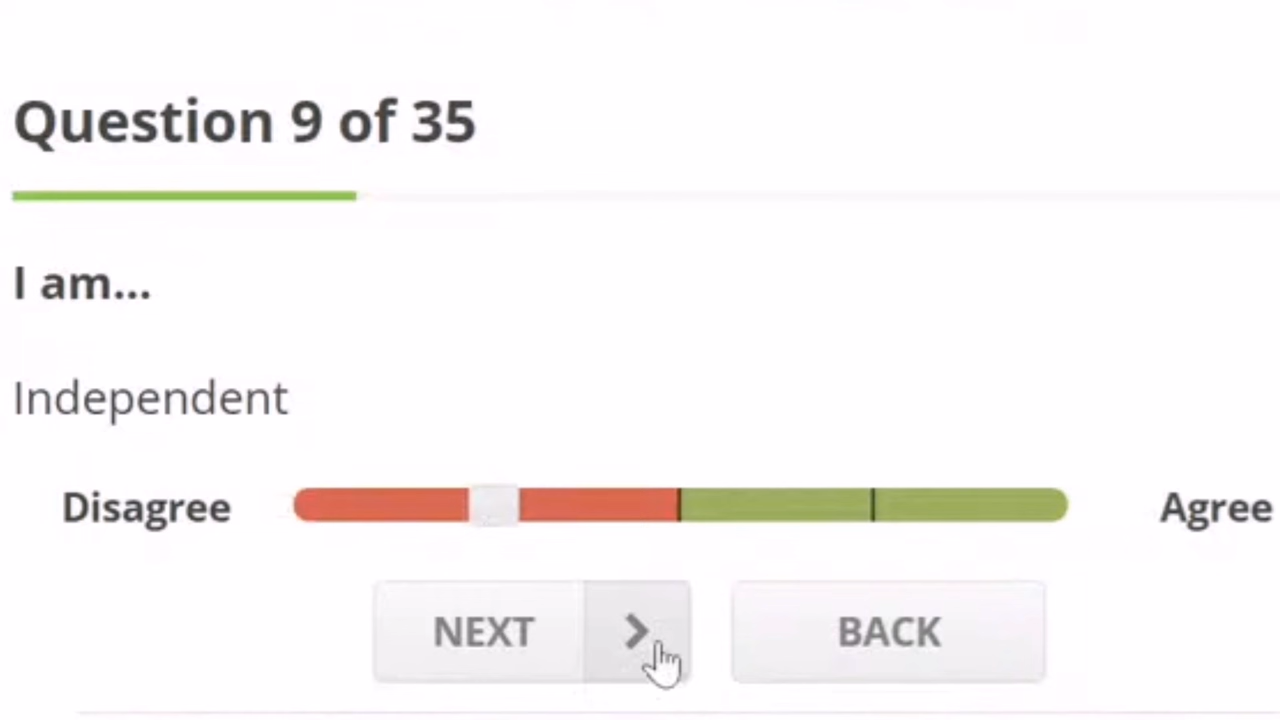 Question 9 of 35
I am...
Independent
Disagree Agree
NEXT BACK